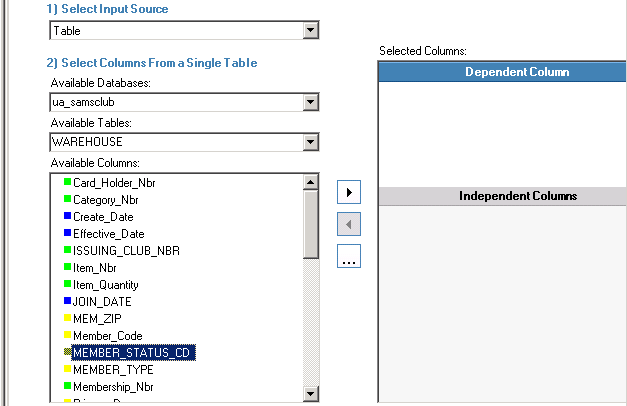 1) Select Input Source
Table
2) Select Columns From a Single Table
Available Databases:
ua_samsclub
Available Tables:
WAREHOUSE
Available Columns:
Card_Holder_Nbr
Category_Nbr
Create_Date
Effective_Date
ISSUING_CLUB_NBR
Item_Nbr
Item_Quantity
JOIN_DATE
MEM_ZIP
Member_Code
MEMBER_STATUS_CD
MEMBER_TYPE
Membership_Nbr
...
Selected Columns:
Dependent Column
Independent Columns